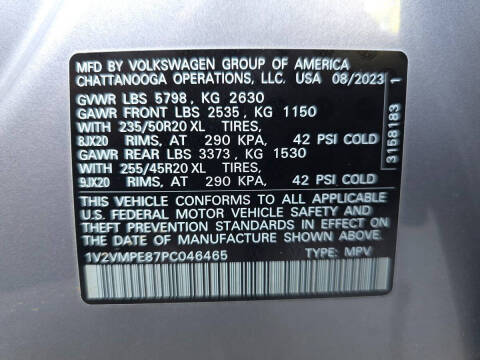 MFD BY VOLKSWAGEN GROUP OF AMERICA
CHATTANOOGA OPERATIONS, LLC. USA 08/2023
GVWR LBS 5798, KG 2630
GAWR FRONT LBS 2535, KG 1150
WITH 235/50R20 XL TIRES,
8JX20 RIMS, AT 290 KPA, 42 PSI COLD
GAWR REAR LBS 3373, KG 1530
WITH 255/45R20 XL TIRES,
9JX20 RIMS, AT 290 KPA, 42 PSI COLD
THIS VEHICLE CONFORMS TO ALL APPLICABLE
U.S. FEDERAL MOTOR VEHICLE SAFETY AND
THEFT PREVENTION STANDARDS IN EFFECT ON
THE DATE OF MANUFACTURE SHOWN ABOVE.
1V2VMPE87PC046465 TYPE: MPV
3158183 1